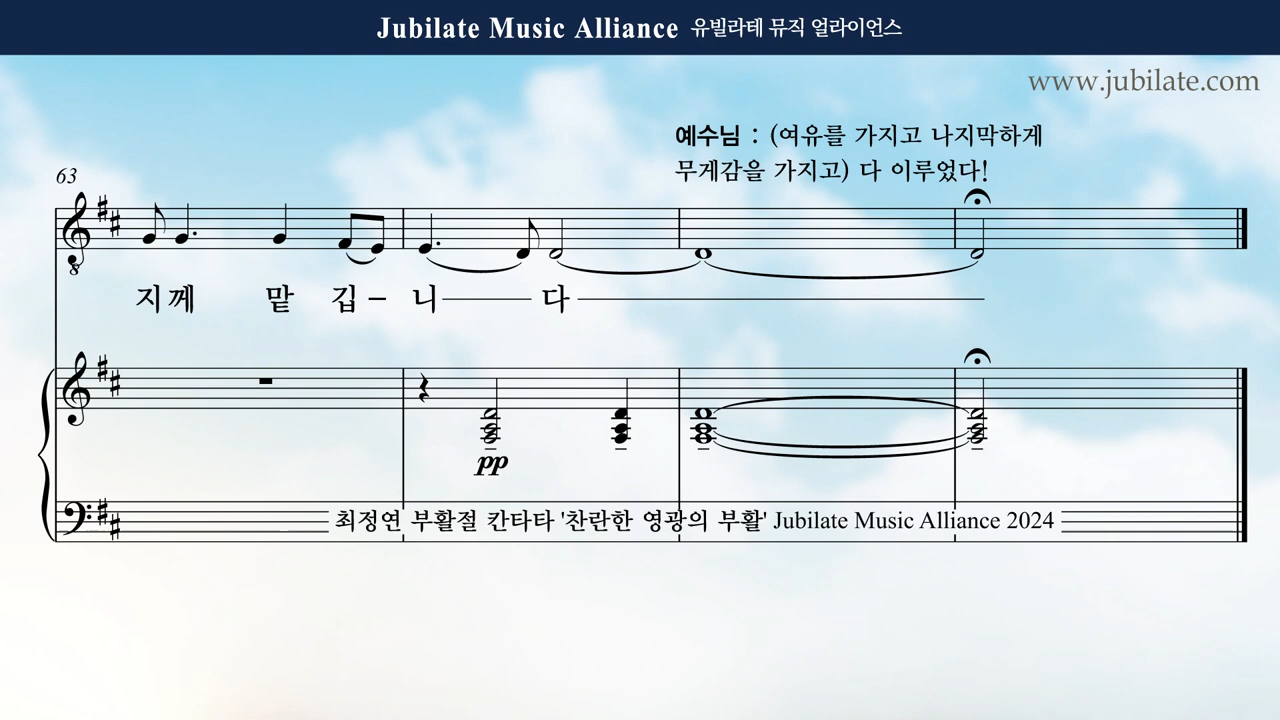 Jubilate Music Alliance 유빌라테 뮤직 얼라이언스
www.jubilate.com
예수님 : (여유를 가지고 나지막하게
무게감을 가지고) 다 이루었다!
63
지께 맡 깁 – 니 다
pp
최정연 부활절 칸타타 '찬란한 영광의 부활' Jubilate Music Alliance 2024